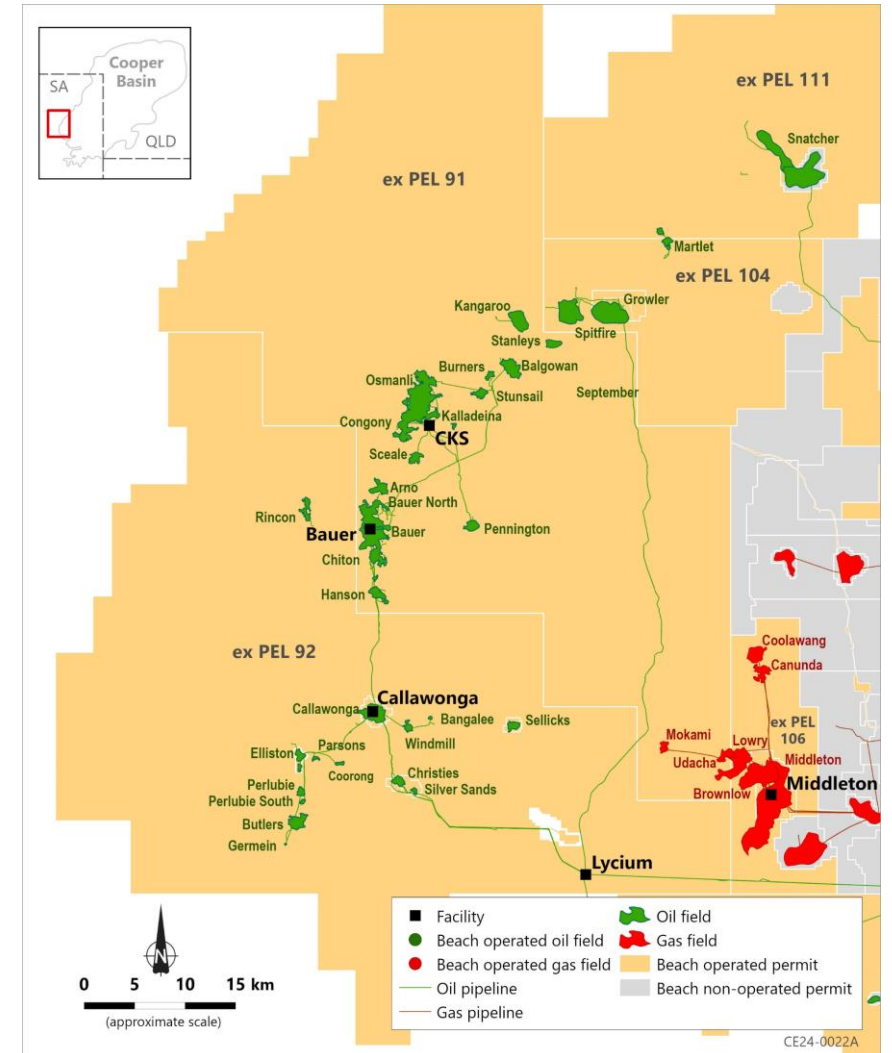 Cooper
Basin
SA
QLD
ex PEL 111
Snatcher
ex PEL 91
Martlet
ex PEL 104
Kangaroo
Growler
Spitfire
Stanleys
Burners
Balgowan
Osmanli
September
Stunsail
Kalladeina
Congony
CKS
Sceale
Arno
Bauer North
Rincon
Bauer
Bauer
Pennington
Chiton
Hanson
Coolawang
Canunda
ex PEL 92
Callawonga
Callawonga
Bangalee
Sellicks
ex PEL
106
Mokami
Lowry
Windmill
Parsons
Elliston
Udacha
Middleton
Coorong
Christies
Middleton
Perlubie
Silver Sands
Brownlow
Perlubie South
Butlers
Germein
Lycium
N
0 5 10 15 km
(approximate scale)
Facility
Oil field
Beach operated oil field
Gas field
Beach operated gas field
Beach operated permit
Oil pipeline
Beach non-operated permit
Gas pipeline
CE24-0022A